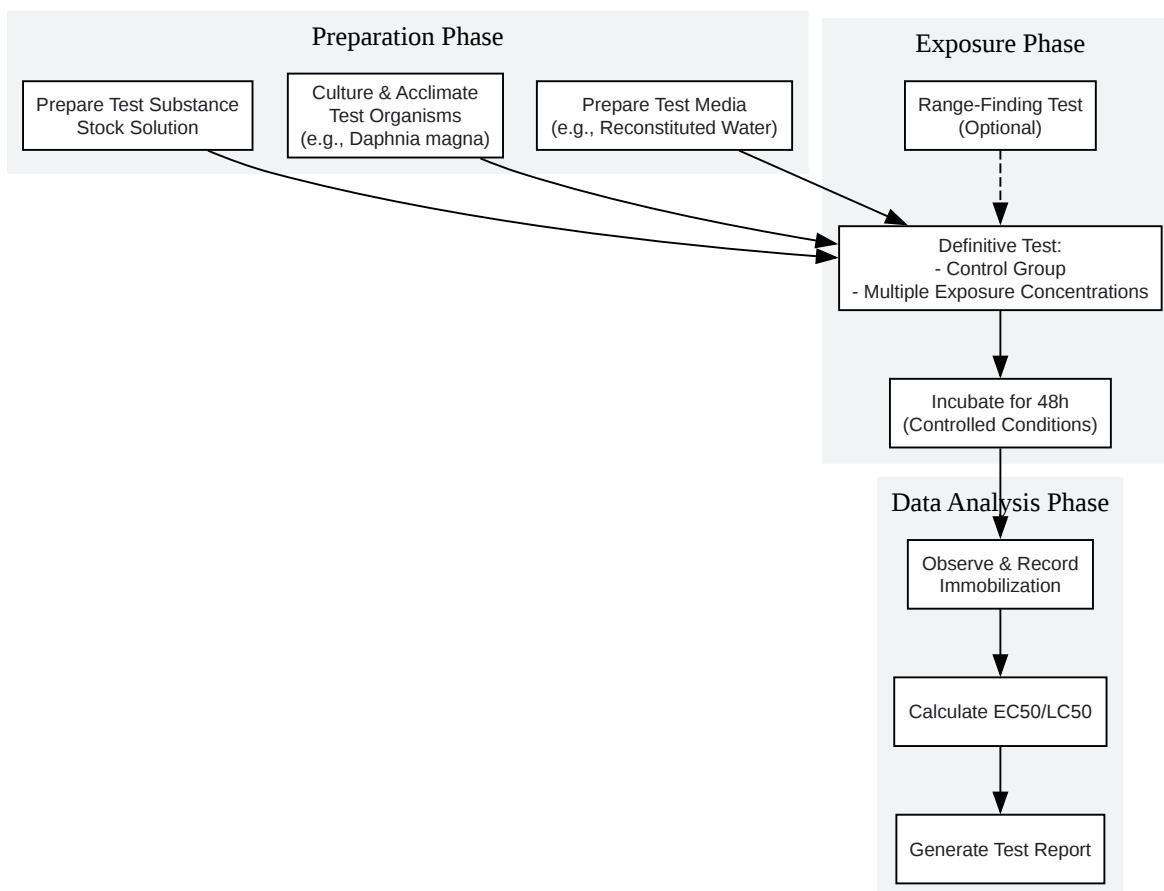 Preparation Phase
Prepare Test Substance
Stock Solution
Culture & Acclimate
Test Organisms
(e.g., Daphnia magna)
Prepare Test Media
(e.g., Reconstituted Water)
Exposure Phase
Range-Finding Test
(Optional)
Definitive Test:
- Control Group
- Multiple Exposure Concentrations
Incubate for 48h
(Controlled Conditions)
Data Analysis Phase
Observe & Record
Immobilization
Calculate EC50/LC50
Generate Test Report